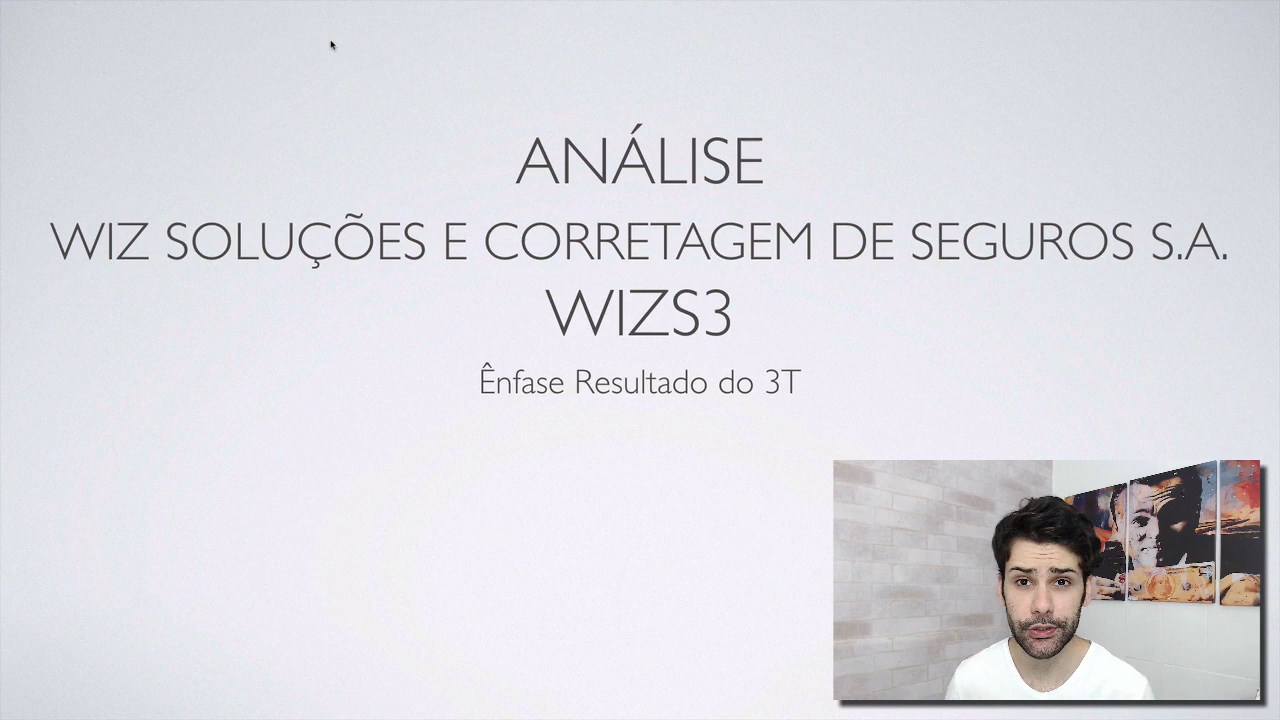 ANÁLISE
WIZ SOLUÇÕES E CORRETAGEM DE SEGUROS S.A.
WIZS3
Ênfase Resultado do 3T